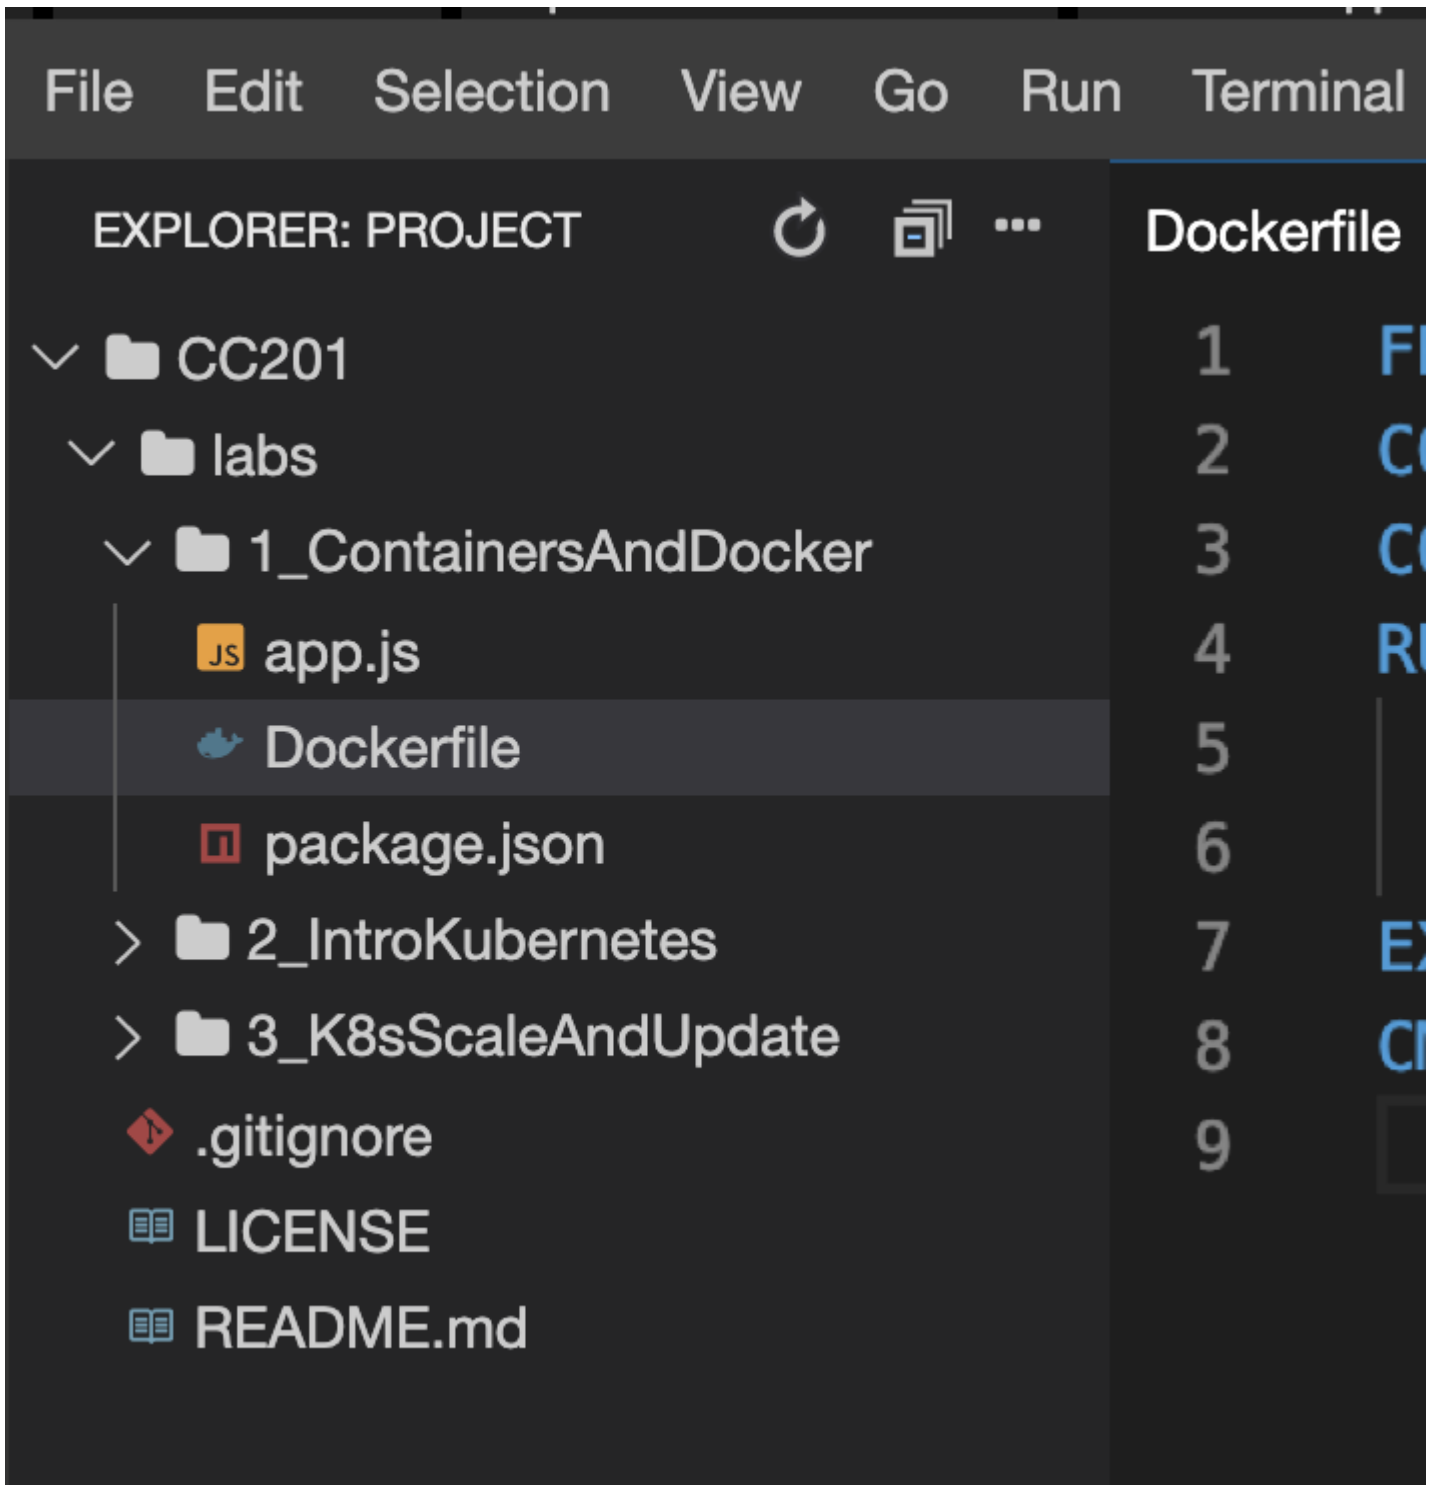 File Edit Selection View Go Run Terminal
EXPLORER: PROJECT
CC201
labs
1_ContainersAndDocker
JS app.js
Dockerfile
package.json
2_IntroKubernetes
3_K8sScaleAndUpdate
.gitignore
LICENSE
README.md
Dockerfile
1
2
3
4
5
6
7
8
9